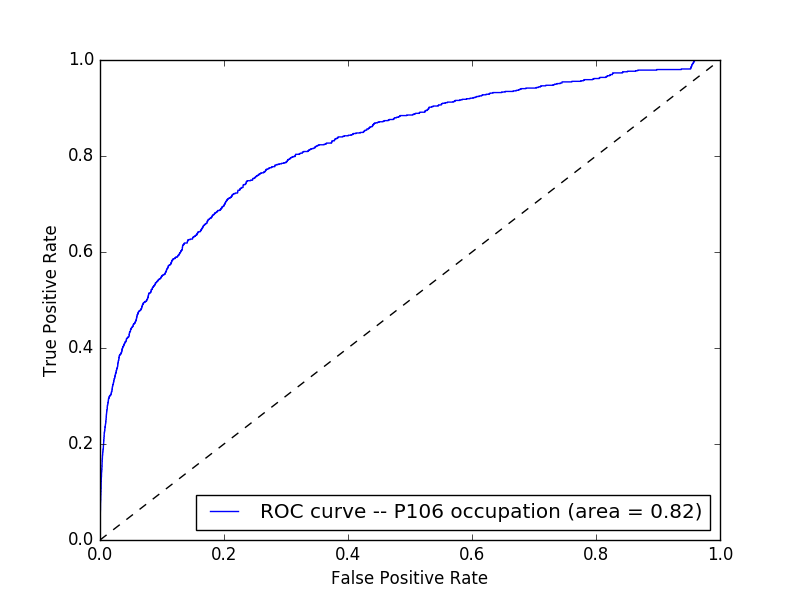 1.0
0.8
0.6
0.4
0.2
0.0
True Positive Rate
ROC curve -- P106 occupation (area = 0.82)
0.0 0.2 0.4 0.6 0.8 1.0
False Positive Rate